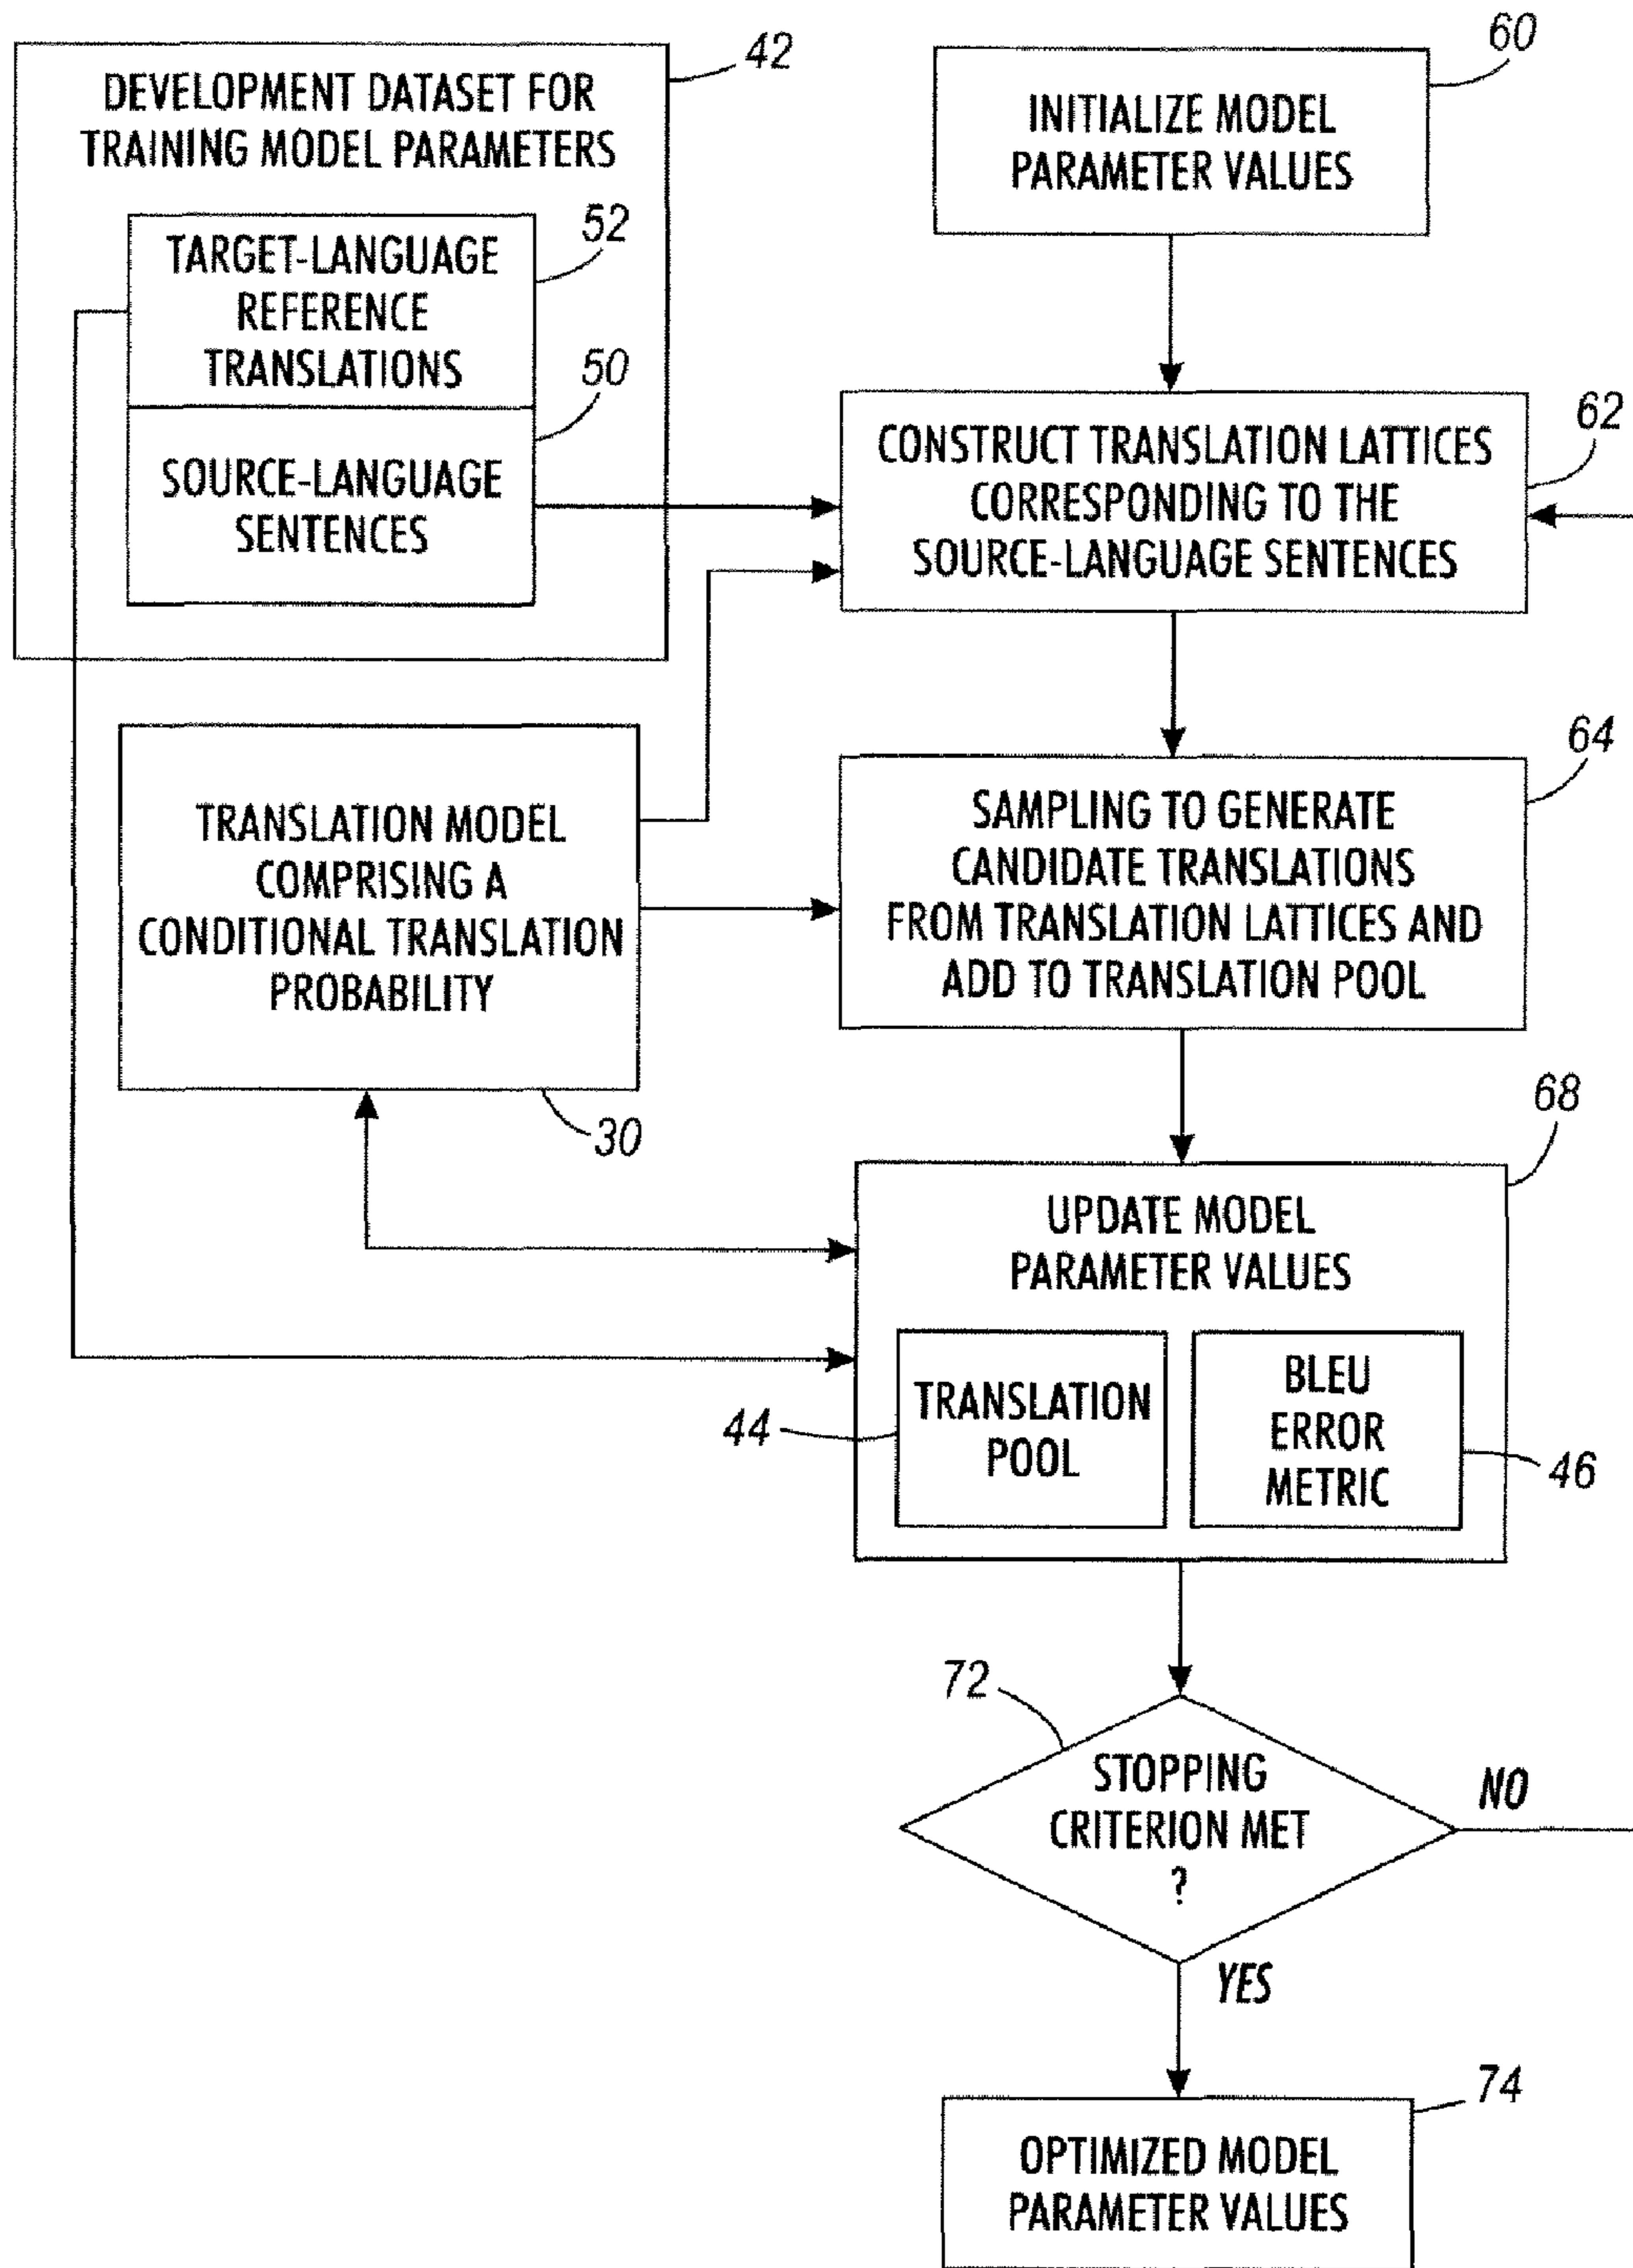 42
DEVELOPMENT DATASET FOR
TRAINING MODEL PARAMETERS
52
TARGET-LANGUAGE
REFERENCE
TRANSLATIONS
50
SOURCE-LANGUAGE
SENTENCES
60
INITIALIZE MODEL
PARAMETER VALUES
62
CONSTRUCT TRANSLATION LATTICES
CORRESPONDING TO THE
SOURCE-LANGUAGE SENTENCES
TRANSLATION MODEL
COMPRISING A
CONDITIONAL TRANSLATION
PROBABILITY
30
64
SAMPLING TO GENERATE
CANDIDATE TRANSLATIONS
FROM TRANSLATION LATTICES AND
ADD TO TRANSLATION POOL
68
UPDATE MODEL
PARAMETER VALUES
44
TRANSLATION
POOL
BLEU
ERROR
METRIC
46
72
STOPPING
CRITERION MET
?
NO
YES
74
OPTIMIZED MODEL
PARAMETER VALUES